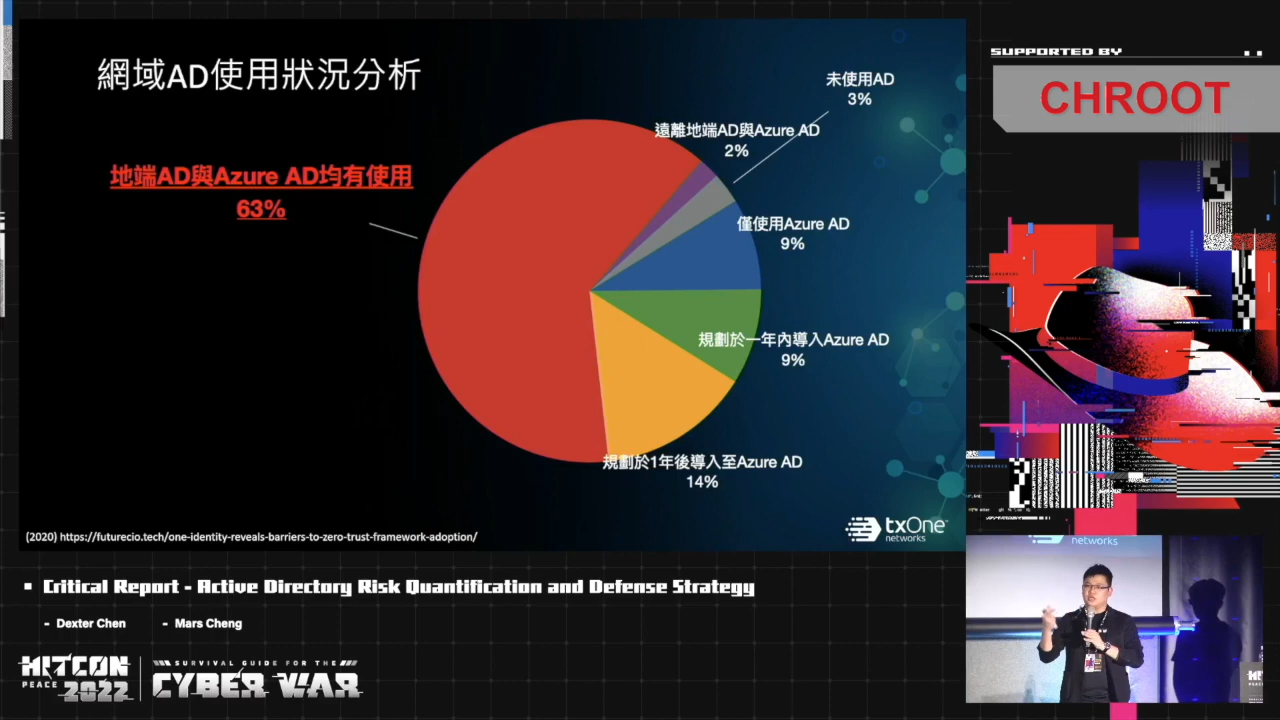 網域AD使用狀況分析
未使用AD
3%
遠離地端AD與Azure AD
2%
地端AD與Azure AD均有使用
63%
僅使用Azure AD
9%
規劃於一年內導入Azure AD
9%
規劃於1年後導入至Azure AD
14%
(2020) https://futurecio.tech/one-identity-reveals-barriers-to-zero-trust-framework-adoption/
txOne
networks
SUPPORTED BY
CHROOT
networks
Critical Report - Active Directory Risk Quantification and Defense Strategy
- Dexter Chen - Mars Cheng
HITCON
PEACE 2022
SURVIVAL GUIDE FOR THE
CYBER WAR